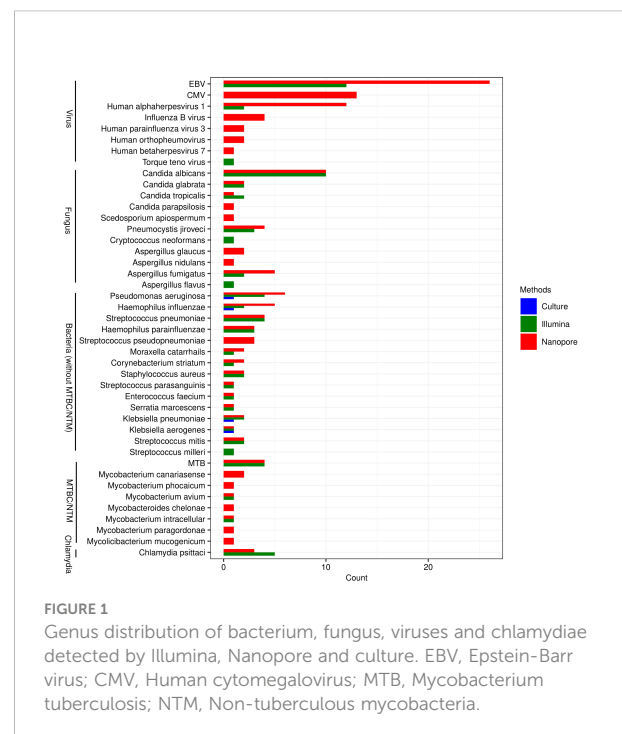 Virus
EBV
CMV
Human alphaherpesvirus 1
Influenza B virus
Human parainfluenza virus 3
Human orthopheumovirus
Human betaherpesvirus 7
Torque teno virus
Fungus
Candida albicans
Candida glabrata
Candida tropicalis
Candida parapsilosis
Scedosporium apiospermum
Pneumocystis jiroveci
Cryptococcus neoformans
Aspergillus glaucus
Aspergillus nidulans
Aspergillus fumigatus
Aspergillus flavus
Bacteria (without MTBC/NTM)
Pseudomonas aeruginosa
Haemophilus influenzae
Streptococcus pneumoniae
Haemophilus parainfluenzae
Streptococcus pseudopneumoniae
Moraxella catarrhails
Corynebacterium striatum
Staphylococcus aureus
Streptococcus parasanguinis
Enterococcus faecium
Serratia marcescens
Klebsiella pneumoniae
Klebsiella aerogenes
Streptococcus mitis
Streptococcus milleri
MTBC/NTM
MTB
Mycobacterium canariasense
Mycobacterium phocaicum
Mycobacterium avium
Mycobacteroides chelonae
Mycobacterium intracellular
Mycobacterium paragordonae
Mycolicibacterium mucogenicum
Chlamydia
Chlamydia psittaci
0 10 20
Count
Methods
Culture
Illumina
Nanopore
FIGURE 1
Genus distribution of bacterium, fungus, viruses and chlamydiae
detected by Illumina, Nanopore and culture. EBV, Epstein-Barr
virus; CMV, Human cytomegalovirus; MTB, Mycobacterium
tuberculosis; NTM, Non-tuberculous mycobacteria.